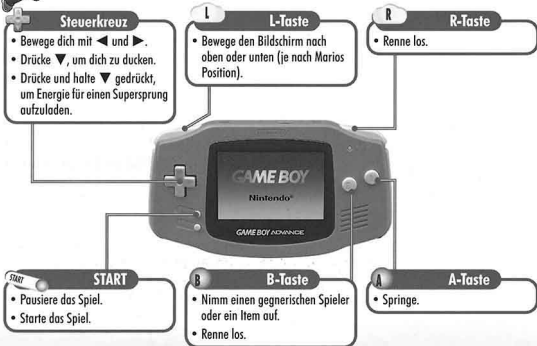 Steuerkreuz
• Bewege dich mit ◄ und ►.
• Drücke ▼, um dich zu ducken.
• Drücke und halte ▼ gedrückt,
um Energie für einen Supersprung
aufzuladen.
L
L-Taste
• Bewege den Bildschirm nach
oben oder unten (je nach Marios
Position).
R
R-Taste
• Renne los.
GAME BOY
Nintendo®
GAME BOY ADVANCE
START
START
• Pausiere das Spiel.
• Starte das Spiel.
B
B-Taste
• Nimm einen gegnerischen Spieler
oder ein Item auf.
• Renne los.
A
A-Taste
• Springe.